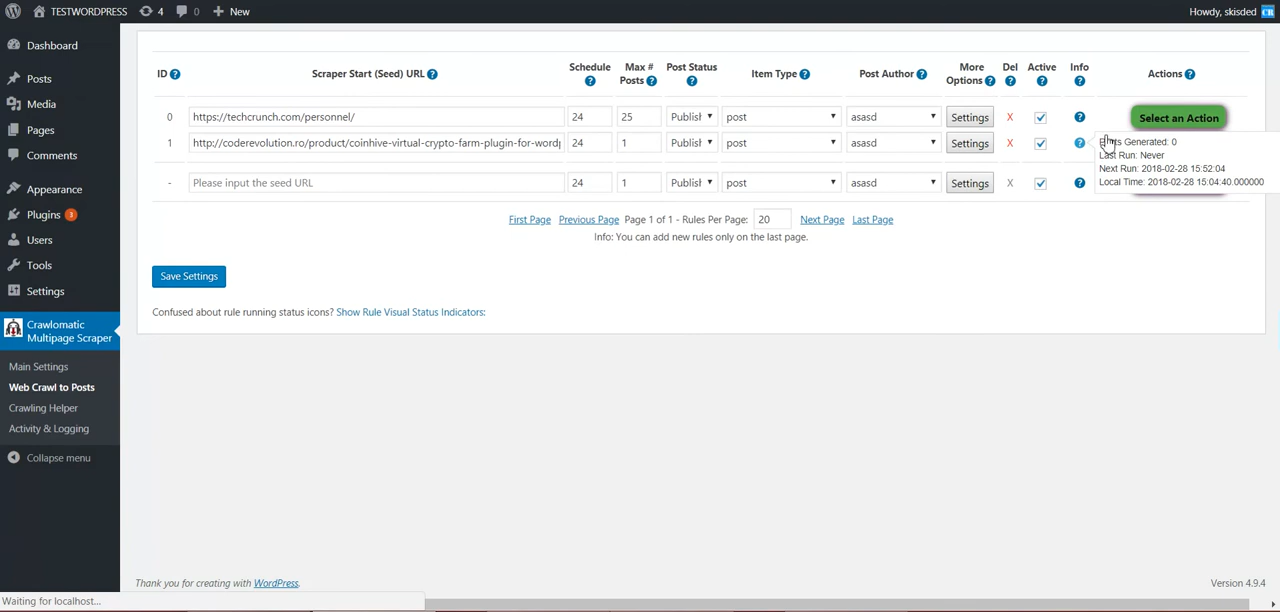 TESTWORDPRESS 4 0 New Howdy, skisded CR
Dashboard
Posts
Media
Pages
Comments
Appearance
Plugins 3
Users
Tools
Settings
Crawlomatic
Multipage Scraper
Main Settings
Web Crawl to Posts
Crawling Helper
Activity & Logging
Collapse menu
ID ? Scraper Start (Seed) URL ? Schedule ? Max # Posts ? Post Status ? Item Type ? Post Author ? More Options ? Del ? Active ? Info ? Actions ?
0 https://techcrunch.com/personnel/ 24 25 Publish post asasd Settings X ? Select an Action
1 http://coderevolution.ro/product/coinhive-virtual-crypto-farm-plugin-for-wordp 24 1 Publish post asasd Settings X ?
Generated: 0
Last Run: Never
Next Run: 2018-02-28 15:52:04
Local Time: 2018-02-28 15:04:40.000000
- Please input the seed URL 24 1 Publish post asasd Settings X ?
First Page Previous Page Page 1 of 1 - Rules Per Page: 20 Next Page Last Page
Info: You can add new rules only on the last page.
Save Settings
Confused about rule running status icons? Show Rule Visual Status Indicators:
Thank you for creating with WordPress. Version 4.9.4
Waiting for localhost...